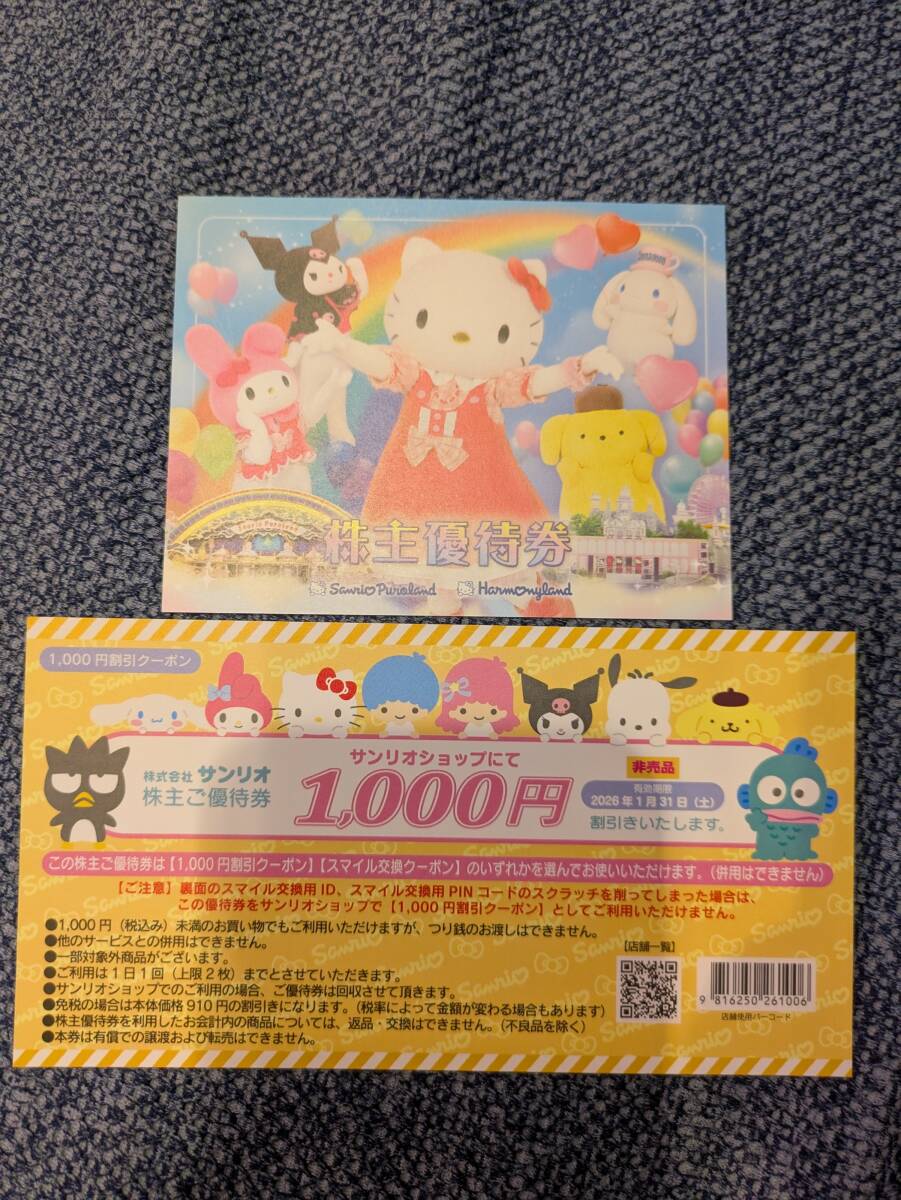 Cinnamon
Sanrio Puroland
株主優待券
Sanrio Puroland
Harmonyland
1,000円割引クーポン
サンリオショップにて
株式会社 サンリオ
株主ご優待券
1,000円
非売品
有効期限
2026年1月31日（土）
割引きいたします。
この株主ご優待券は【1,000円割引クーポン】【スマイル交換クーポン】のいずれかを選んでお使いいただけます。（併用はできません）
【ご注意】裏面のスマイル交換用ID、スマイル交換用PINコードのスクラッチを削ってしまった場合は、
この優待券をサンリオショップで【1,000円割引クーポン】としてご利用いただけません。
●1,000円（税込み）未満のお買い物でもご利用いただけますが、つり銭のお渡しはできません。
●他のサービスとの併用はできません。
●一部対象外商品がございます。
●ご利用は1日1回（上限2枚）までとさせていただきます。
●サンリオショップでのご利用の場合、ご優待券は回収させて頂きます。
●免税の場合は本体価格910円の割引きになります。（税率によって金額が変わる場合もあります）
●株主優待券を利用したお会計内の商品については、返品・交換はできません。（不良品を除く）
●本券は有償での譲渡および転売はできません。
【店舗一覧】
9 816250 261006
店舗使用バーコード